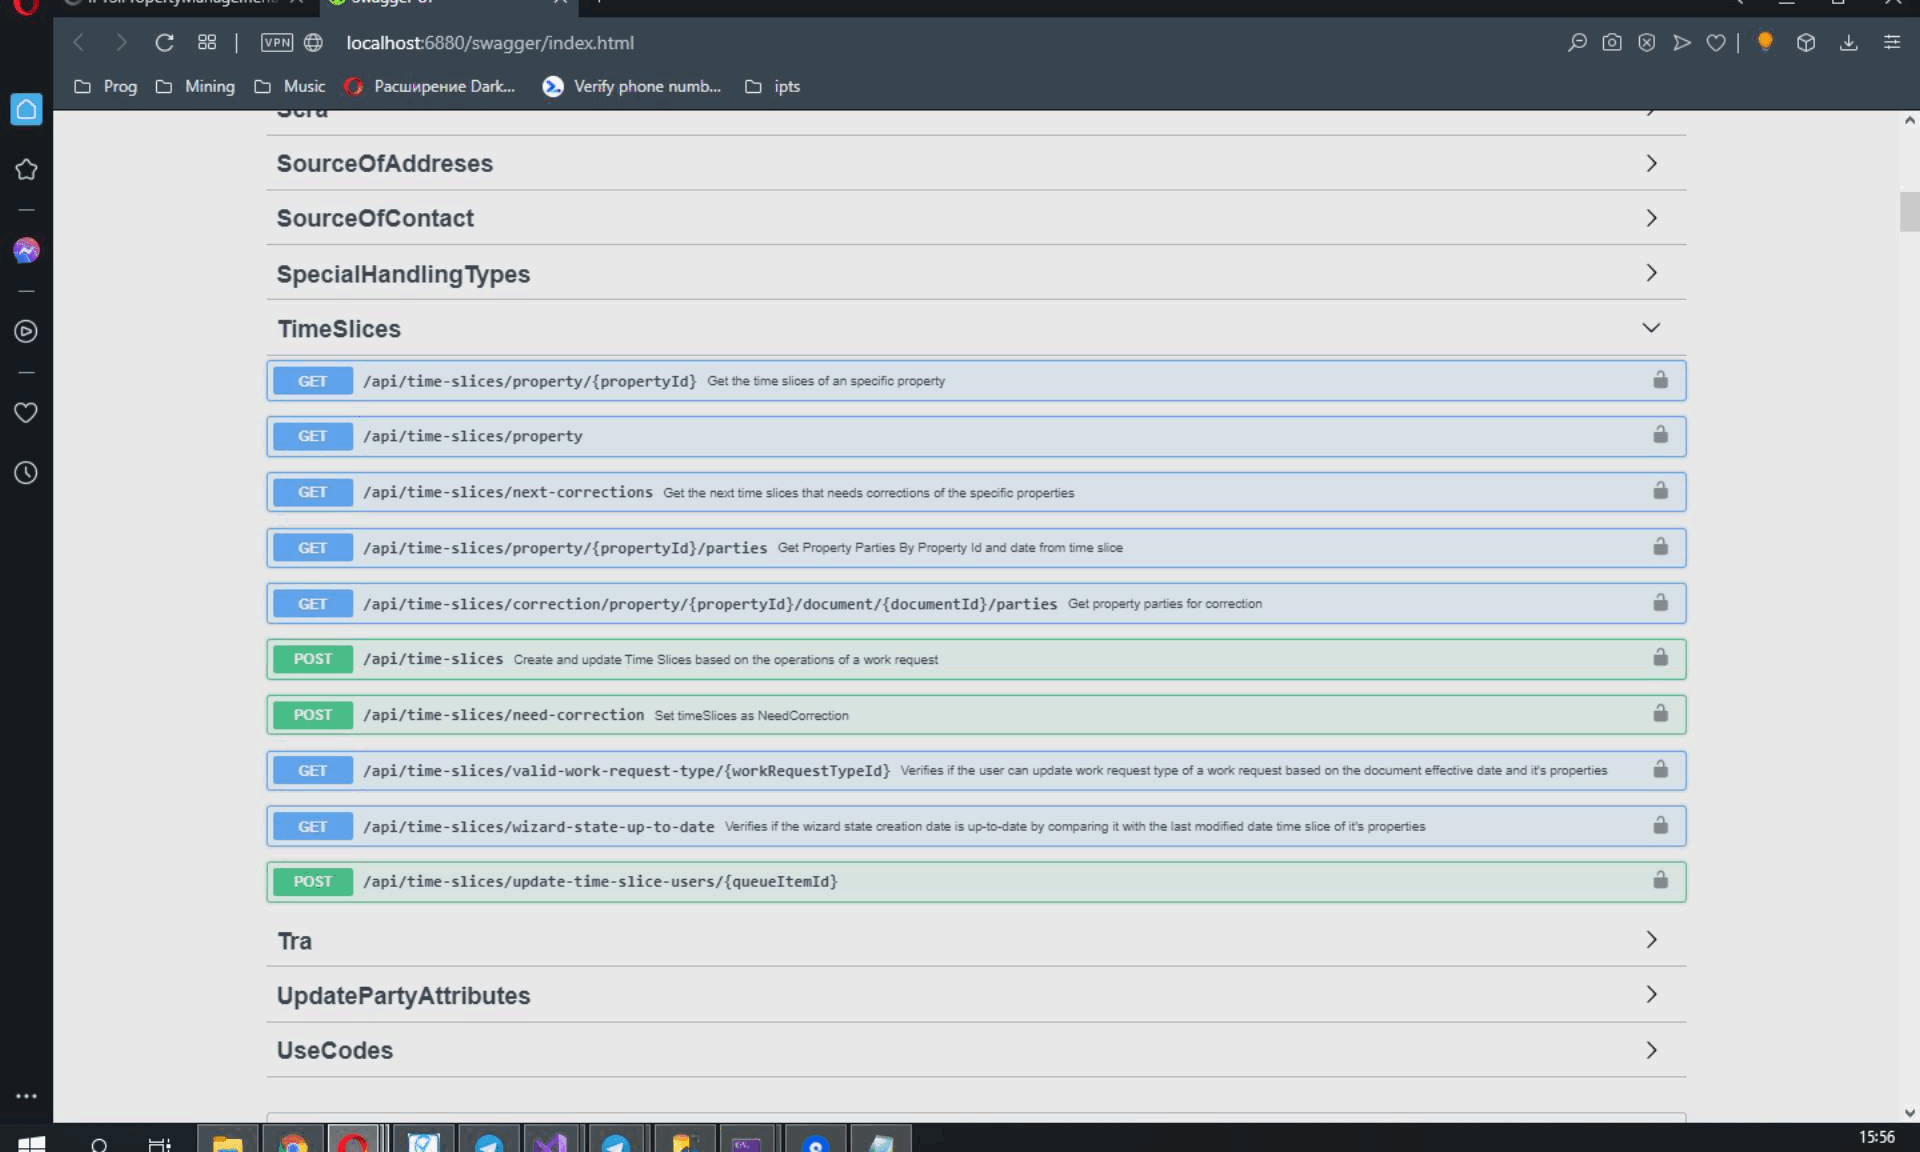 VPN
localhost:6880/swagger/index.html
Prog
Mining
Music
Расширение Dark...
Verify phone numb...
ipts
SourceOfAddreses
SourceOfContact
SpecialHandlingTypes
TimeSlices
GET /api/time-slices/property/{propertyId} Get the time slices of an specific property
GET /api/time-slices/property
GET /api/time-slices/next-corrections Get the next time slices that needs corrections of the specific properties
GET /api/time-slices/property/{propertyId}/parties Get Property Parties By Property Id and date from time slice
GET /api/time-slices/correction/property/{propertyId}/document/{documentId}/parties Get property parties for correction
POST /api/time-slices Create and update Time Slices based on the operations of a work request
POST /api/time-slices/need-correction Set timeSlices as NeedCorrection
GET /api/time-slices/valid-work-request-type/{workRequestTypeId} Verifies if the user can update work request type of a work request based on the document effective date and it's properties
GET /api/time-slices/wizard-state-up-to-date Verifies if the wizard state creation date is up-to-date by comparing it with the last modified date time slice of it's properties
POST /api/time-slices/update-time-slice-users/{queueItemId}
Tra
UpdatePartyAttributes
UseCodes
15:56